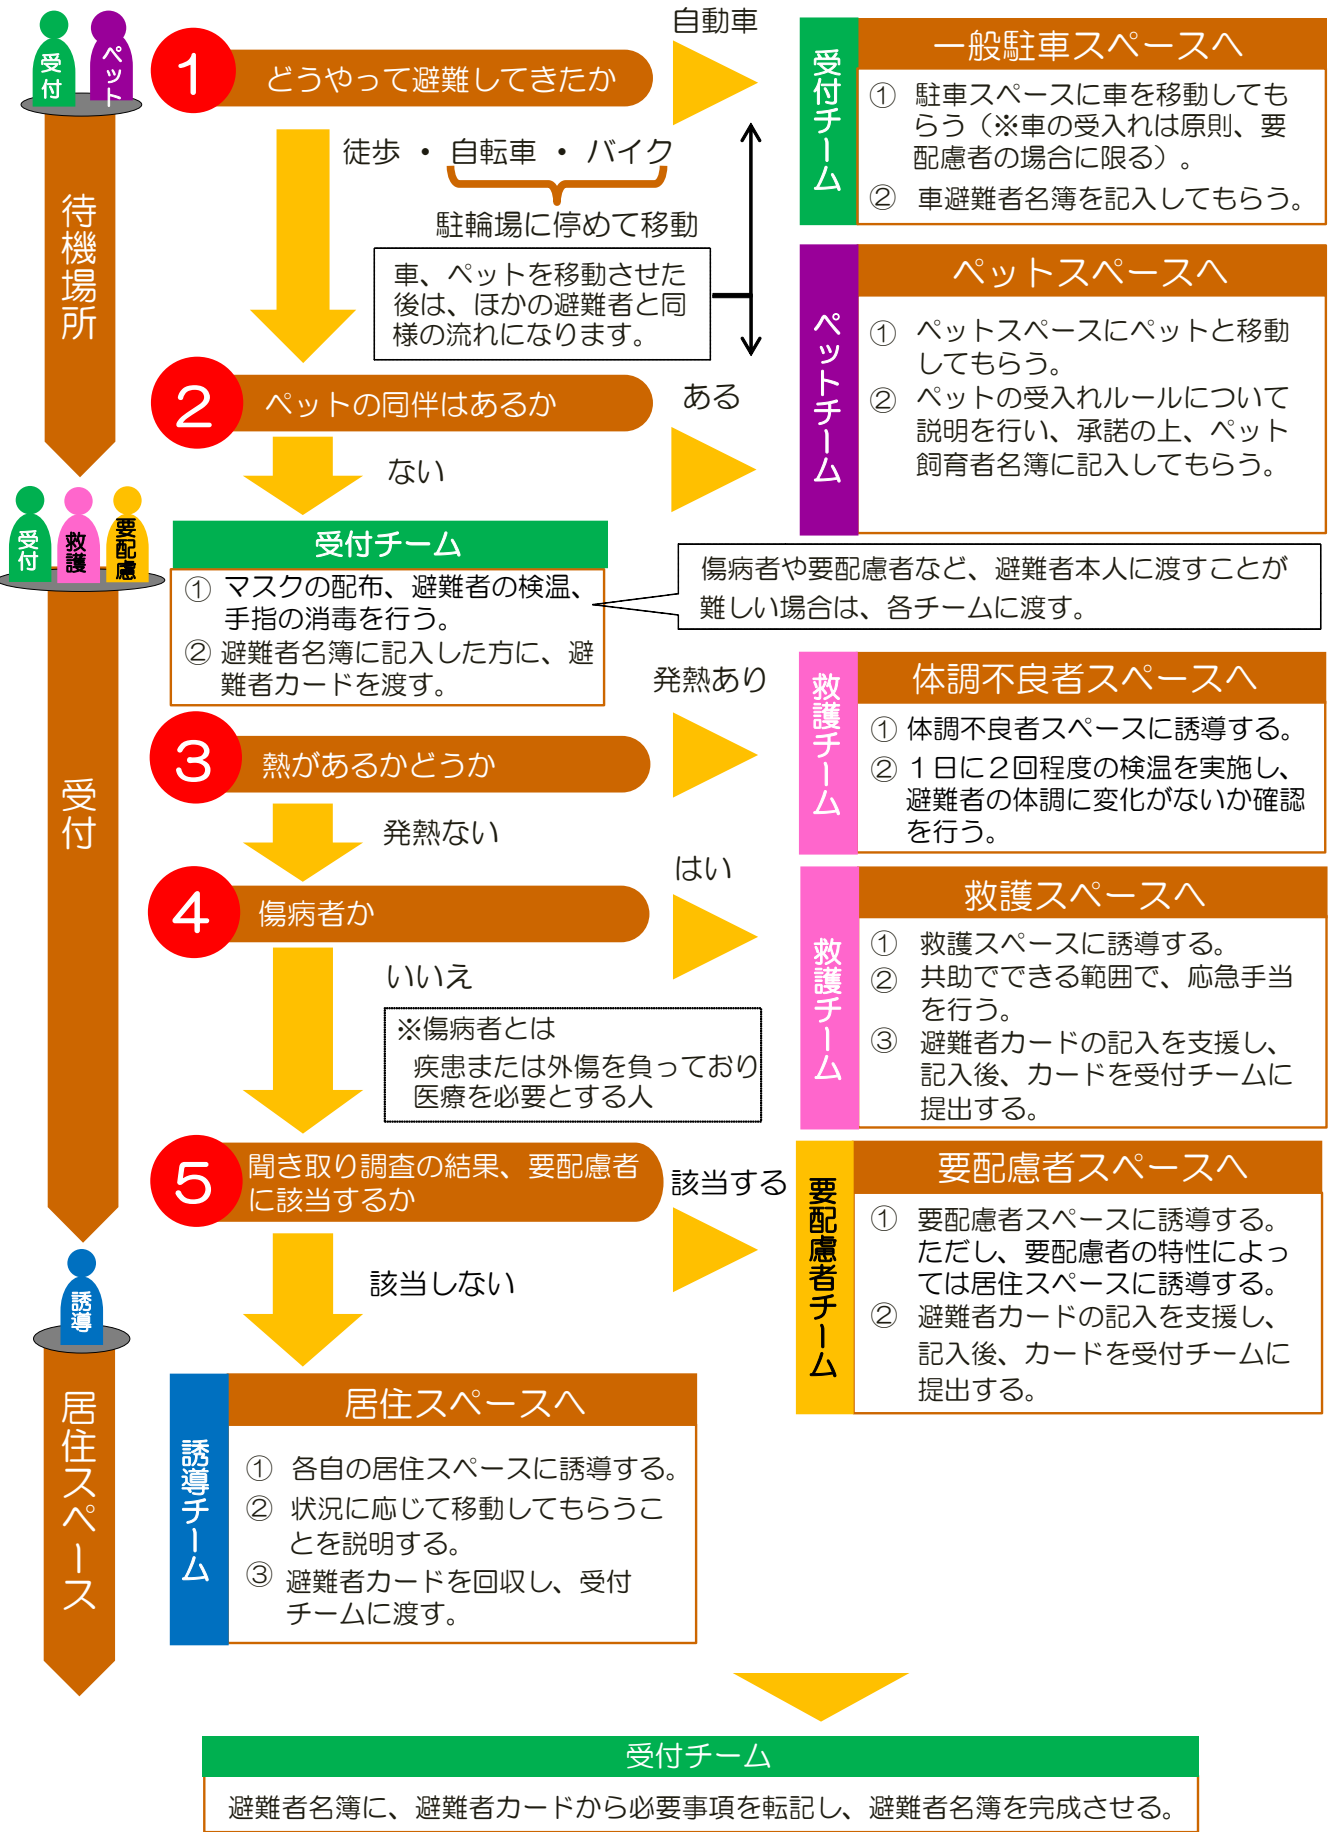 受付
ペット
待機場所
1
どうやって避難してきたか
自動車
徒歩 ・ 自転車 ・ バイク
駐輪場に停めて移動
車、ペットを移動させた
後は、ほかの避難者と同
様の流れになります。
受付チーム
一般駐車スペースへ
① 駐車スペースに車を移動しても
らう（※車の受入れは原則、要
配慮者の場合に限る）。
② 車避難者名簿を記入してもらう。
2
ペットの同伴はあるか
ある
ない
ペットチーム
ペットスペースへ
① ペットスペースにペットと移動
してもらう。
② ペットの受入れルールについて
説明を行い、承諾の上、ペット
飼育者名簿に記入してもらう。
受付
救護
要配慮
受付
受付チーム
① マスクの配布、避難者の検温、
手指の消毒を行う。
② 避難者名簿に記入した方に、避
難者カードを渡す。
傷病者や要配慮者など、避難者本人に渡すことが
難しい場合は、各チームに渡す。
3
熱があるかどうか
発熱あり
発熱ない
救護チーム
体調不良者スペースへ
① 体調不良者スペースに誘導する。
② １日に２回程度の検温を実施し、
避難者の体調に変化がないか確認
を行う。
4
傷病者か
はい
いいえ
※傷病者とは
疾患または外傷を負っており
医療を必要とする人
救護チーム
救護スペースへ
① 救護スペースに誘導する。
② 共助でできる範囲で、応急手当
を行う。
③ 避難者カードの記入を支援し、
記入後、カードを受付チームに
提出する。
5
聞き取り調査の結果、要配慮者
に該当するか
該当する
該当しない
要配慮者チーム
要配慮者スペースへ
① 要配慮者スペースに誘導する。
ただし、要配慮者の特性によっ
ては居住スペースに誘導する。
② 避難者カードの記入を支援し、
記入後、カードを受付チームに
提出する。
誘導
居住スペース
誘導チーム
居住スペースへ
① 各自の居住スペースに誘導する。
② 状況に応じて移動してもらうこ
とを説明する。
③ 避難者カードを回収し、受付
チームに渡す。
受付チーム
避難者名簿に、避難者カードから必要事項を転記し、避難者名簿を完成させる。